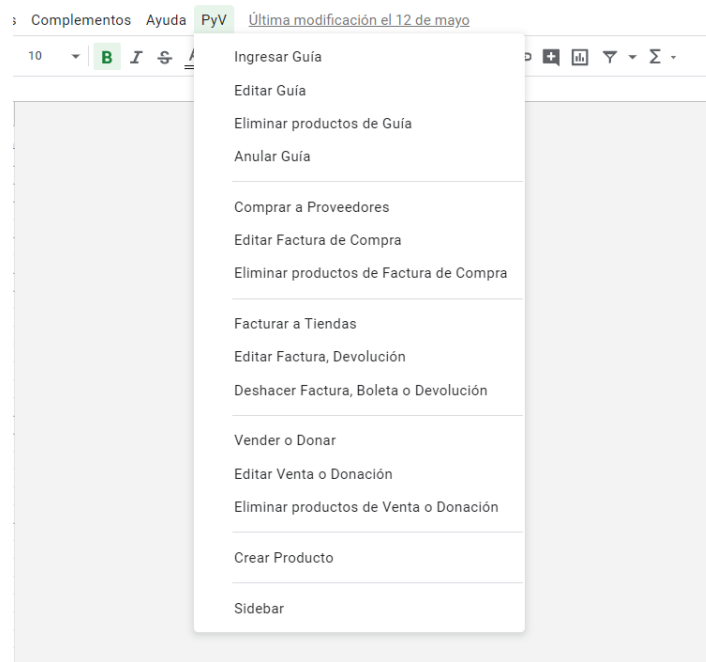 Complementos Ayuda PyV Última modificación el 12 de mayo
10 B I S
Ingresar Guía
Editar Guía
Eliminar productos de Guía
Anular Guía
Comprar a Proveedores
Editar Factura de Compra
Eliminar productos de Factura de Compra
Facturar a Tiendas
Editar Factura, Devolución
Deshacer Factura, Boleta o Devolución
Vender o Donar
Editar Venta o Donación
Eliminar productos de Venta o Donación
Crear Producto
Sidebar